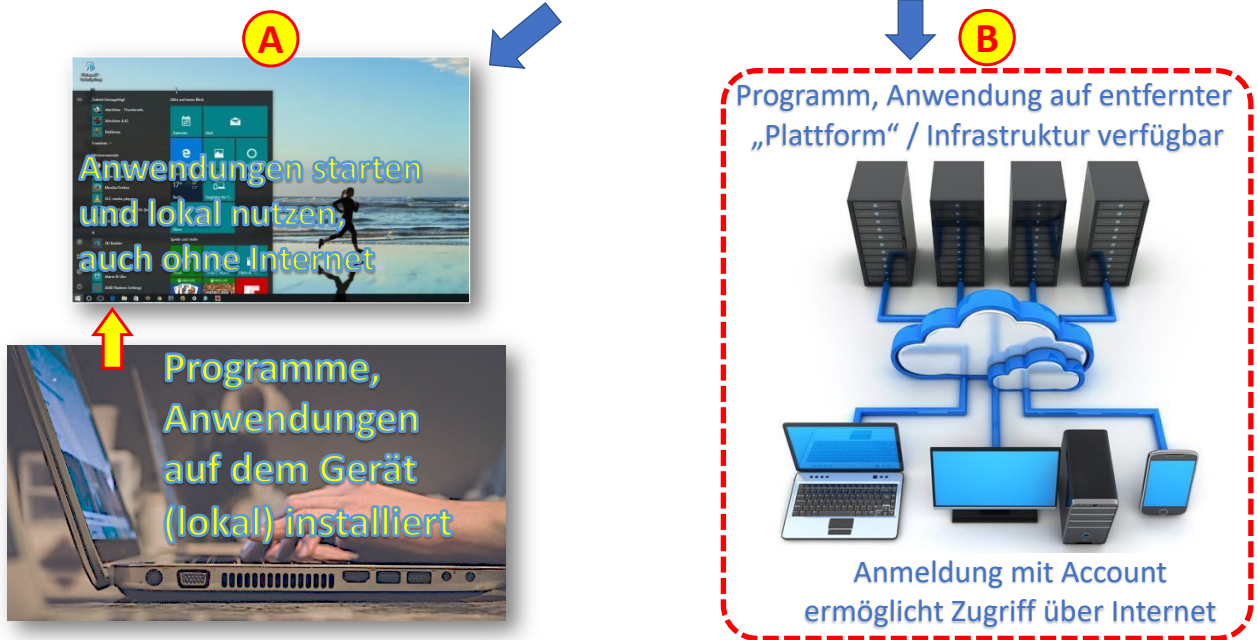 A
Anwendungen starten
und lokal nutzen,
auch ohne Internet
Programme,
Anwendungen
auf dem Gerät
(lokal) installiert
B
Programm, Anwendung auf entfernter
„Plattform“ / Infrastruktur verfügbar
Anmeldung mit Account
ermöglicht Zugriff über Internet